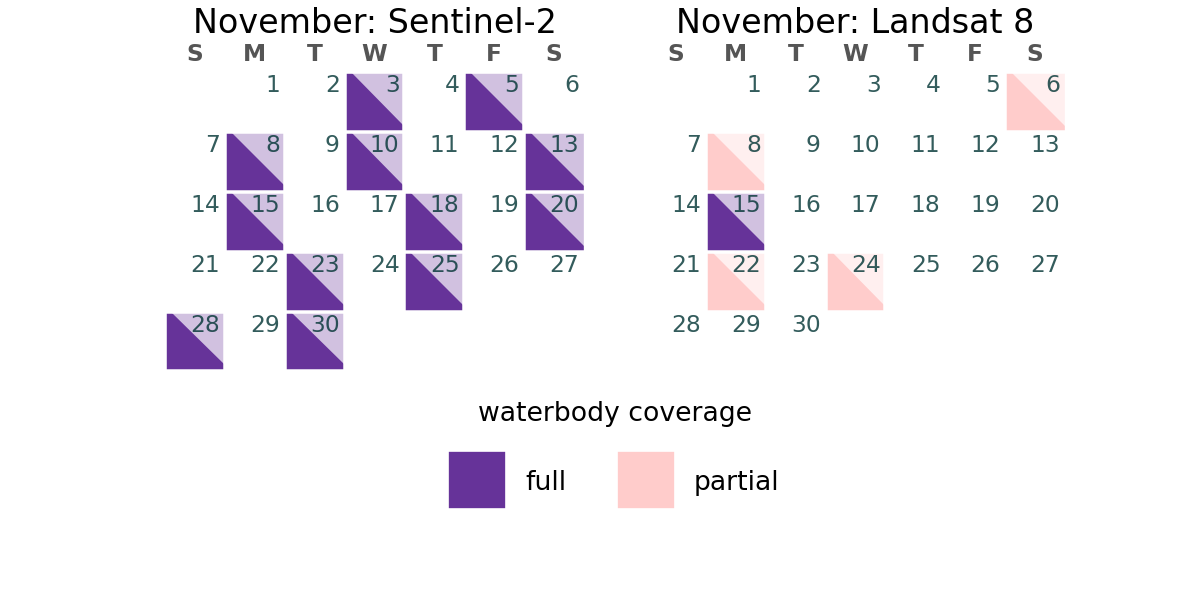 November: Sentinel-2
S M T W T F S
1 2 3 4 5 6
7 8 9 10 11 12 13
14 15 16 17 18 19 20
21 22 23 24 25 26 27
28 29 30
November: Landsat 8
S M T W T F S
1 2 3 4 5 6
7 8 9 10 11 12 13
14 15 16 17 18 19 20
21 22 23 24 25 26 27
28 29 30
waterbody coverage
full partial